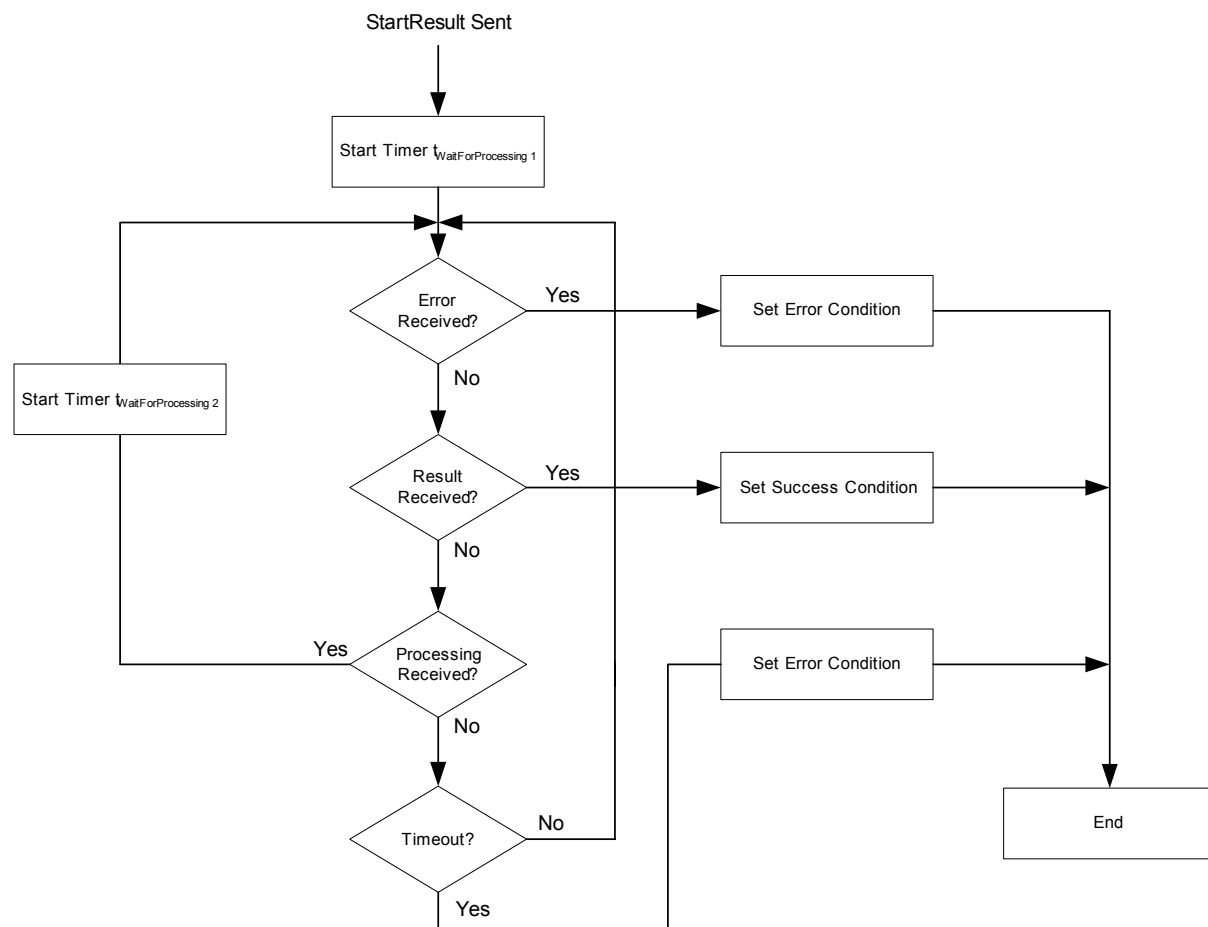 StartResult Sent
Start Timer tWaitForProcessing 1
Error
Received?
Yes
Set Error Condition
No
Start Timer tWaitForProcessing 2
Result
Received?
Yes
Set Success Condition
No
Yes
Processing
Received?
Set Error Condition
No
Timeout?
No
End
Yes